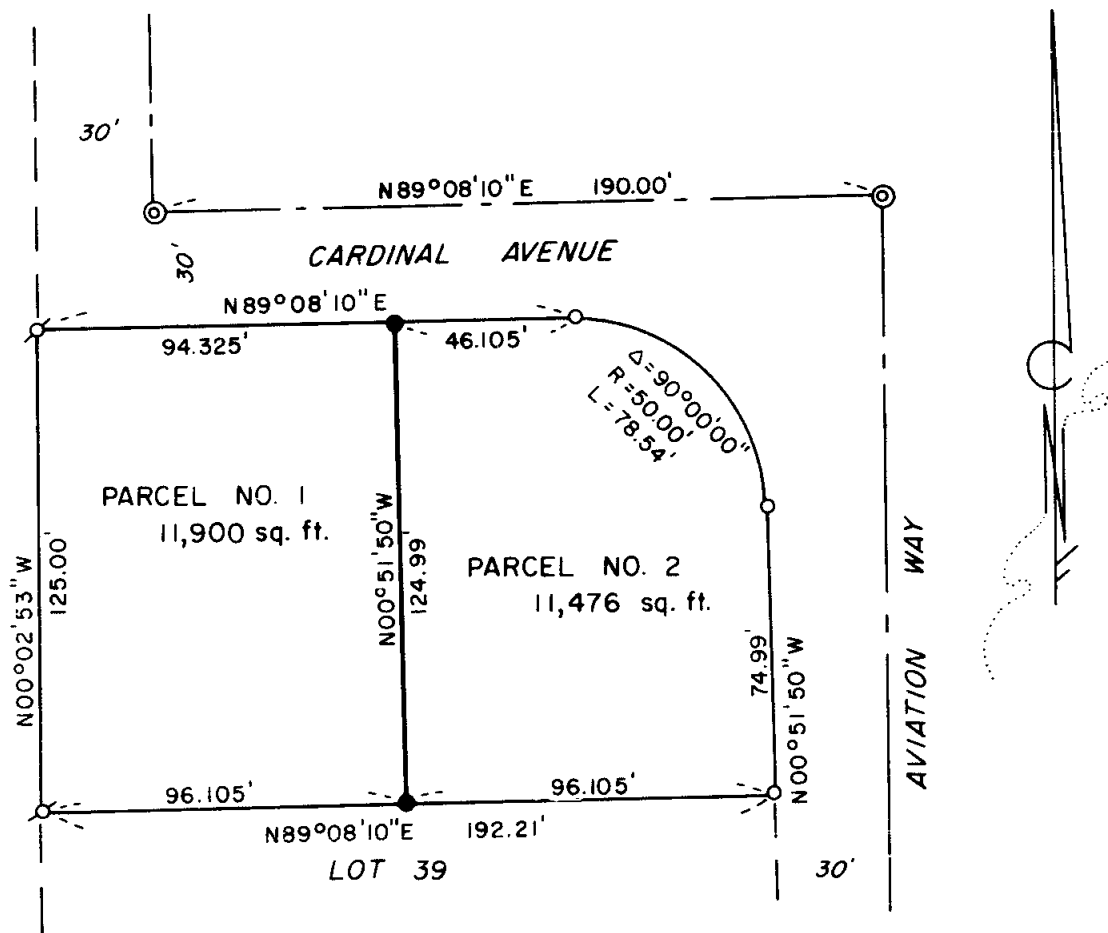 30'
N89°08'10"E 190.00'
30'
CARDINAL AVENUE
N89°08'10"E
94.325'
46.105'
Δ=90°00'00"
R=50.00'
L=78.54'
PARCEL NO. 1
11,900 sq. ft.
N00°02'53"W
125.00'
N00°51'50"W
124.99'
PARCEL NO. 2
11,476 sq. ft.
74.99'
N00°51'50"W
AVIATION WAY
96.105'
96.105'
N89°08'10"E 192.21'
LOT 39
30'
N